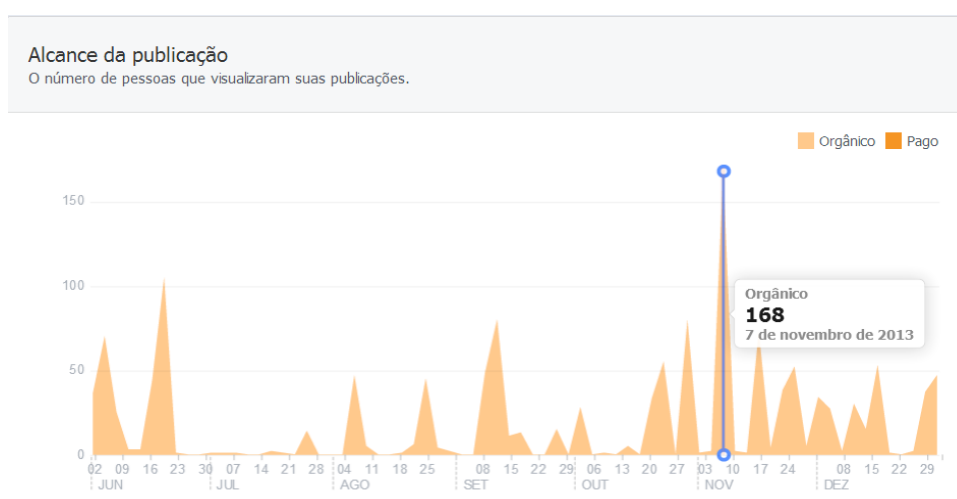 Alcance da publicação
O número de pessoas que visualizaram suas publicações.
Orgânico Pago
150
100
50
0
Orgânico
168
7 de novembro de 2013
02 09 16 23 30 07 14 21 28 04 11 18 25 08 15 22 29 06 13 20 27 03 10 17 24 08 15 22 29
JUN JUL AGO SET OUT NOV DEZ